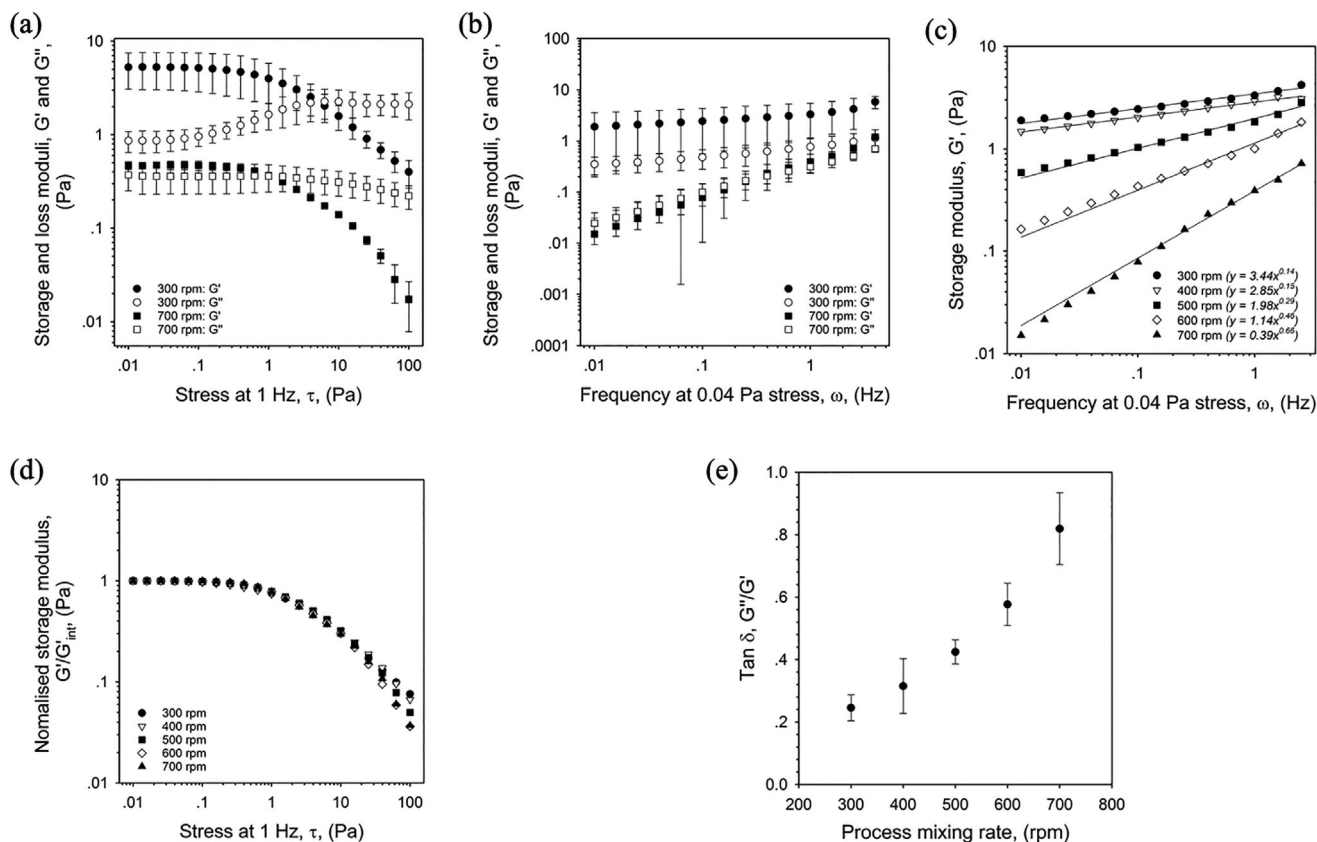 (a)
Storage and loss moduli, G' and G",
(Pa)
10
1
.1
.01
300 rpm: G'
300 rpm: G"
700 rpm: G'
700 rpm: G"
.01 .1 1 10 100
Stress at 1 Hz, τ, (Pa)
(b)
Storage and loss moduli, G' and G",
(Pa)
100
10
1
.1
.01
.001
.0001
300 rpm: G'
300 rpm: G"
700 rpm: G'
700 rpm: G"
.01 .1 1
Frequency at 0.04 Pa stress, ω, (Hz)
(c)
Storage modulus, G', (Pa)
10
1
.1
.01
300 rpm (y = 3.44x^0.14)
400 rpm (y = 2.85x^0.15)
500 rpm (y = 1.98x^0.29)
600 rpm (y = 1.14x^0.46)
700 rpm (y = 0.39x^0.66)
.01 .1 1
Frequency at 0.04 Pa stress, ω, (Hz)
(d)
Nomalised storage modulus,
G'/G'int, (Pa)
10
1
.1
.01
300 rpm
400 rpm
500 rpm
600 rpm
700 rpm
.01 .1 1 10 100
Stress at 1 Hz, τ, (Pa)
(e)
Tan δ, G"/G'
1.0
.8
.6
.4
.2
0.0
200 300 400 500 600 700 800
Process mixing rate, (rpm)